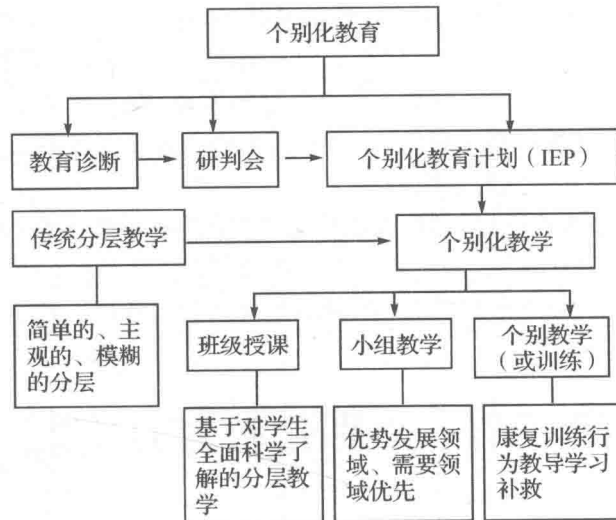 个别化教育
教育诊断
研判会
个别化教育计划（IEP）
传统分层教学
个别化教学
简单的、主
观的、模糊
的分层
班级授课
小组教学
个别教学
（或训练）
基于对学生
全面科学了
解的分层教
学
优势发展领
域、需要领
域优先
康复训练行
为教导学习
补救